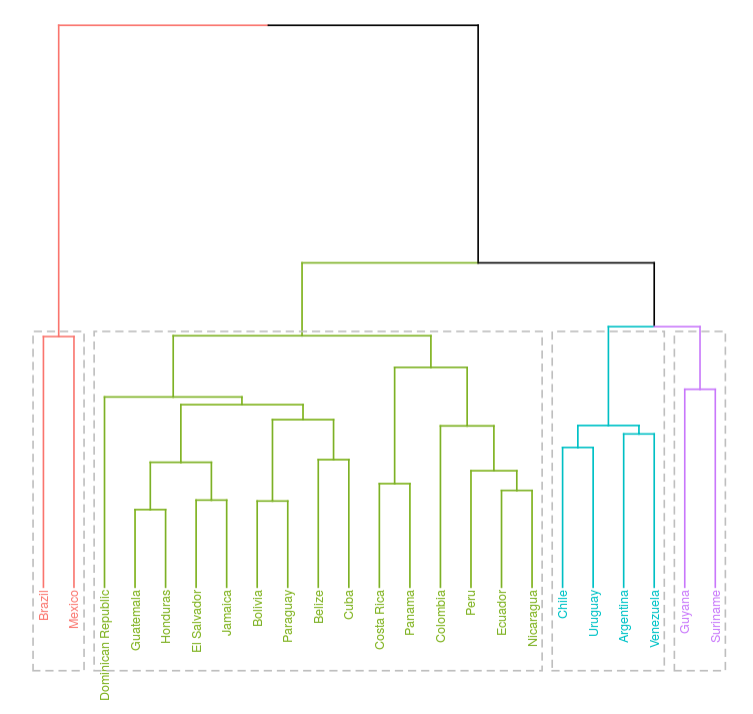 Brazil
Mexico
Dominican Republic
Guatemala
Honduras
El Salvador
Jamaica
Bolivia
Paraguay
Belize
Cuba
Costa Rica
Panama
Colombia
Peru
Ecuador
Nicaragua
Chile
Uruguay
Argentina
Venezuela
Guyana
Suriname